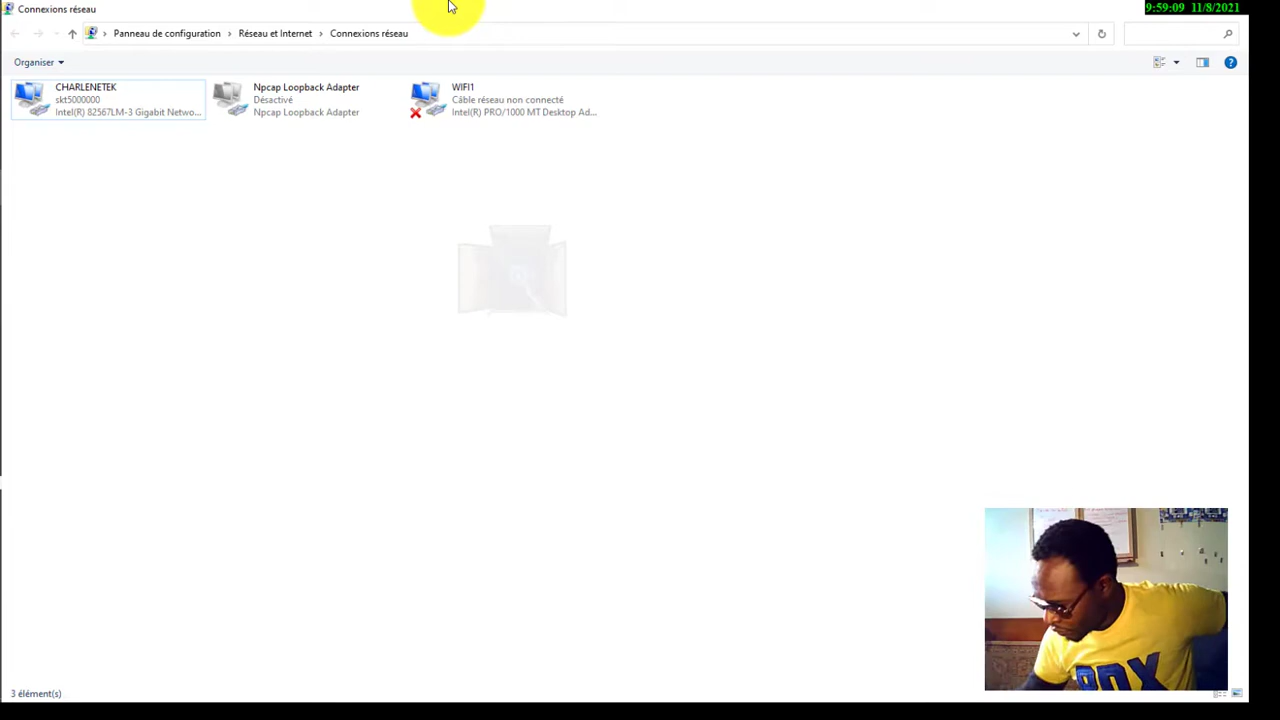 Connexions réseau
9:59:09 11/8/2021
Panneau de configuration > Réseau et Internet > Connexions réseau
Organiser
CHARLENETEK
skt5000000
Intel(R) 82567LM-3 Gigabit Netwo...
Npcap Loopback Adapter
Désactivé
Npcap Loopback Adapter
WIFI1
Câble réseau non connecté
Intel(R) PRO/1000 MT Desktop Ad...
3 élément(s)